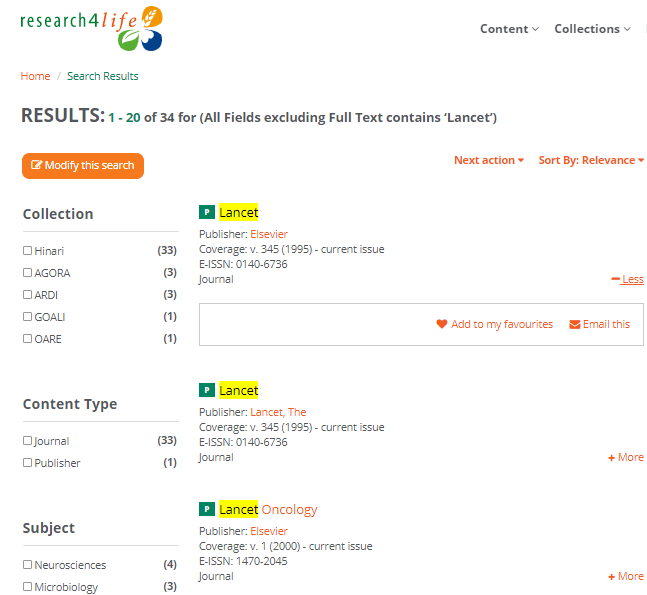 research4life
Content Collections
Home / Search Results
RESULTS: 1 - 20 of 34 for (All Fields excluding Full Text contains ‘Lancet’)
Modify this search
Next action Sort By: Relevance
Collection
Hinari (33)
AGORA (3)
ARDI (3)
GOALI (1)
OARE (1)
Content Type
Journal (33)
Publisher (1)
Subject
Neurosciences (4)
Microbiology (3)
P Lancet
Publisher: Elsevier
Coverage: v. 345 (1995) - current issue
E-ISSN: 0140-6736
Journal
Less
Add to my favourites Email this
P Lancet
Publisher: Lancet, The
Coverage: v. 345 (1995) - current issue
E-ISSN: 0140-6736
Journal
+ More
P Lancet Oncology
Publisher: Elsevier
Coverage: v. 1 (2000) - current issue
E-ISSN: 1470-2045
Journal
+ More